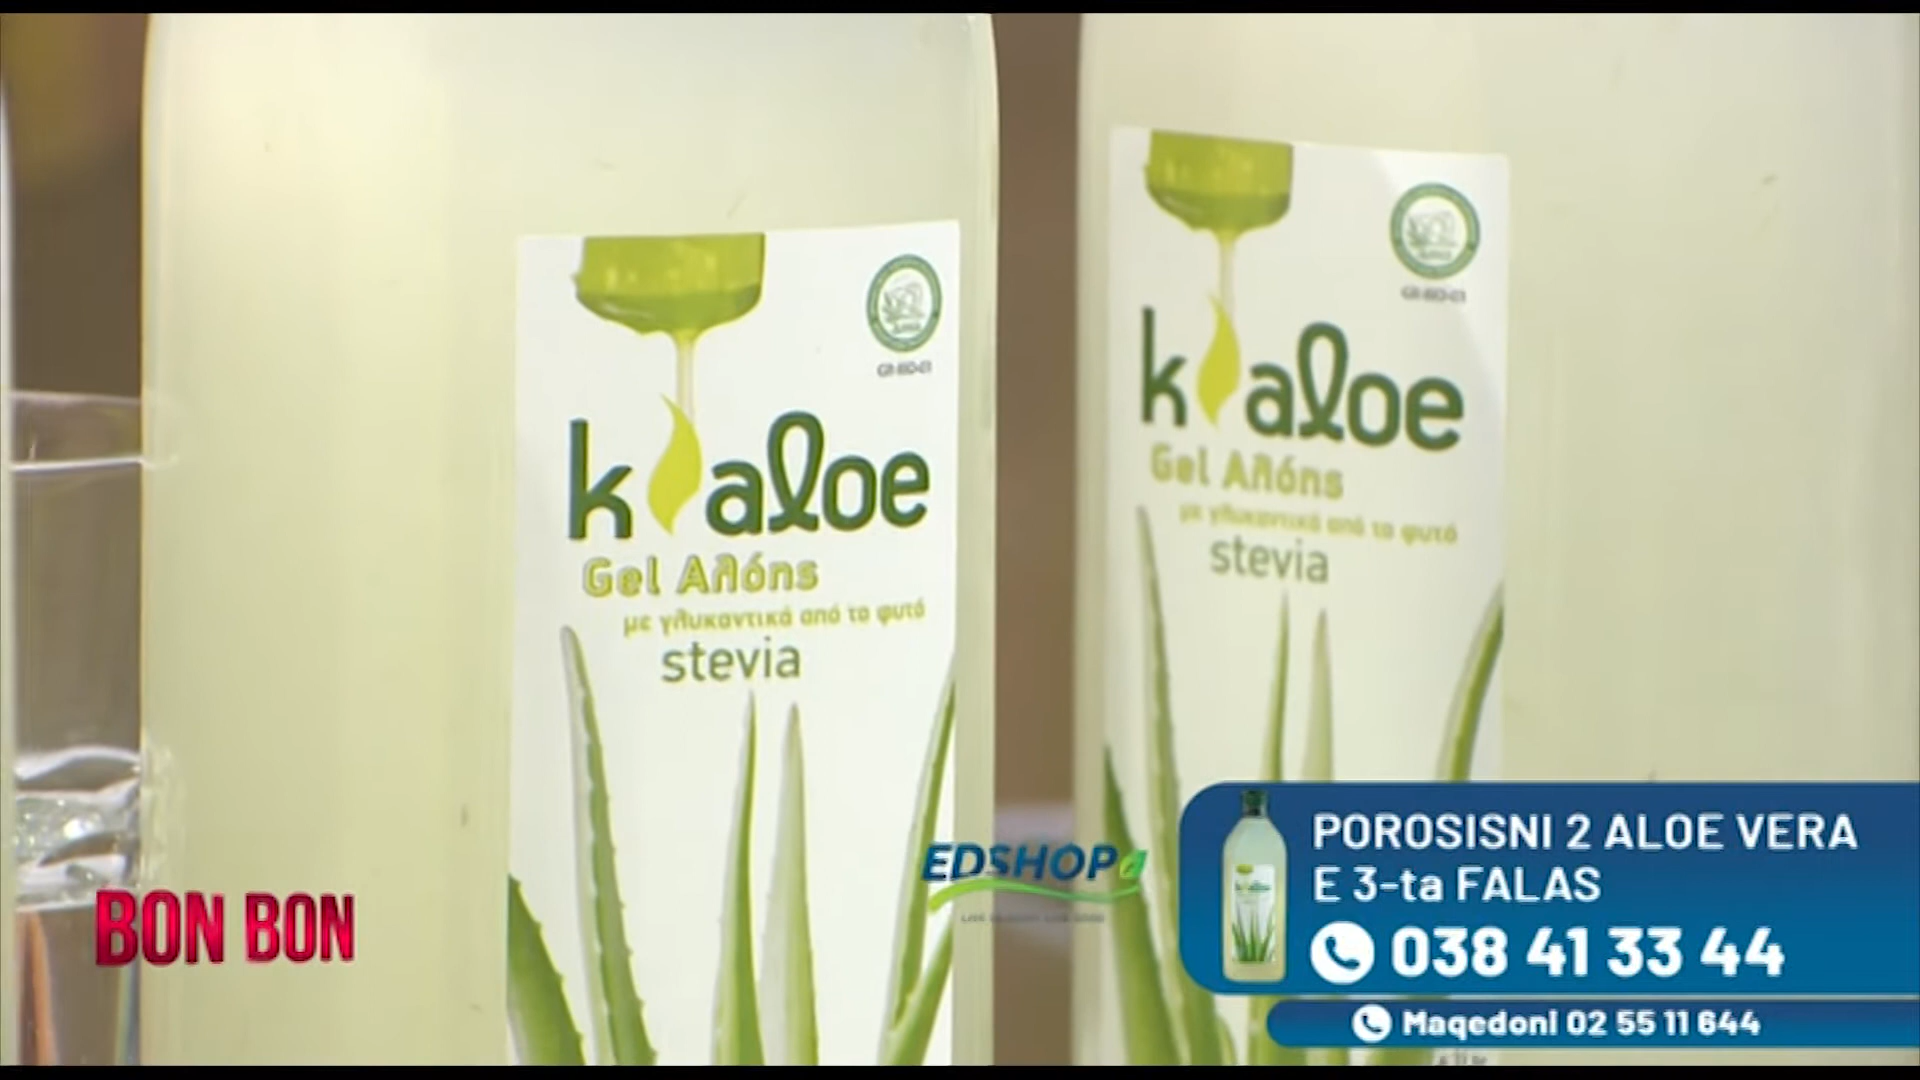 k aloe
Gel Αλόης
με γλυκαντικά από το φυτό
stevia
k aloe
Gel Αλόης
με γλυκαντικά από το φυτό
stevia
BON BON
EDSHOP
POROSISNI 2 ALOE VERA
E 3-ta FALAS
038 41 33 44
Maqedoni 02 55 11 644